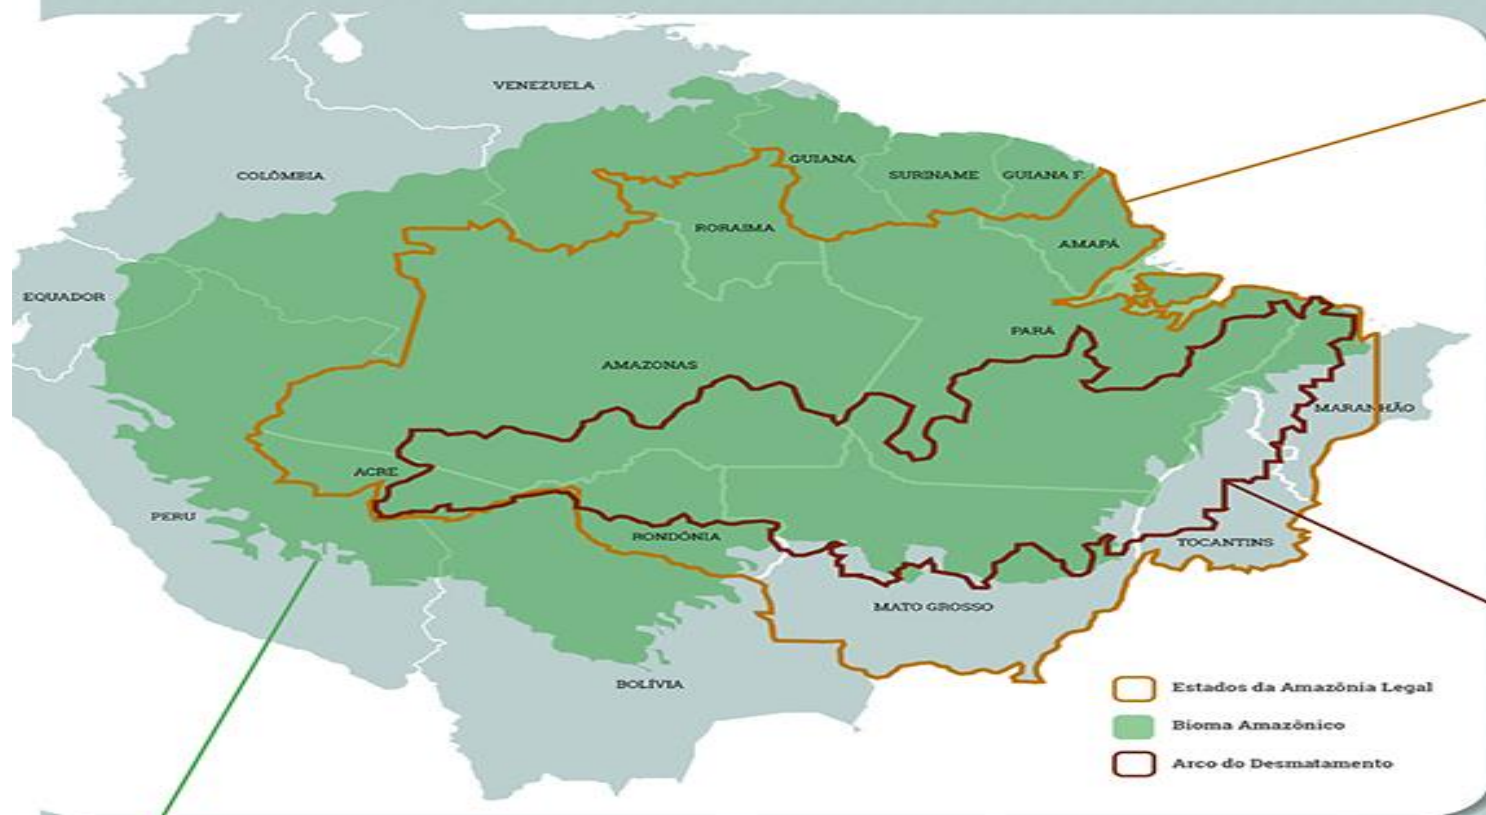 VENEZUELA
GUIANA
COLÔMBIA
SURINAME
GUIANA F.
RORAIMA
AMAPÁ
EQUADOR
PARÁ
AMAZONAS
MARANHÃO
ACRE
PERU
RONDÔNIA
TOCANTINS
MATO GROSSO
BOLÍVIA
Estados da Amazônia Legal
Bioma Amazônico
Arco do Desmatamento